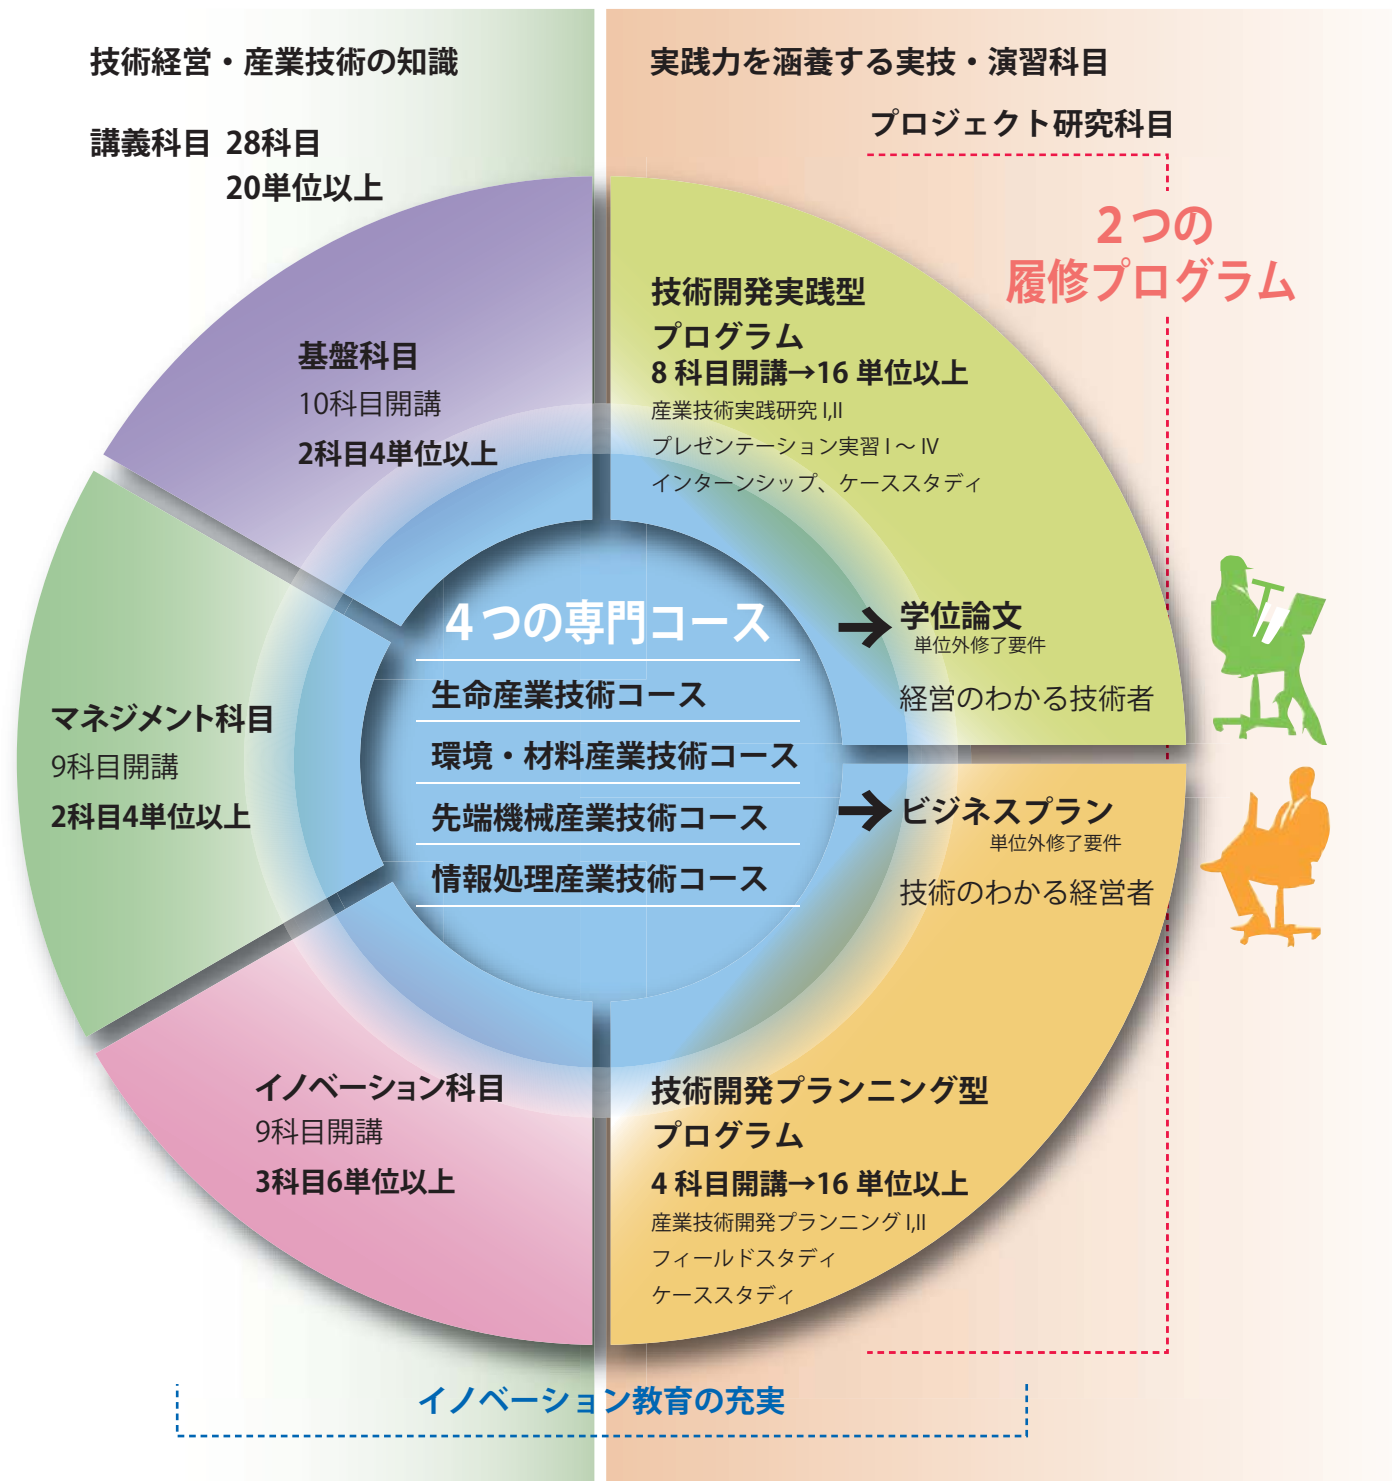 技術経営・産業技術の知識
講義科目 28科目
20単位以上
実践力を涵養する実技・演習科目
プロジェクト研究科目
2つの
履修プログラム
基盤科目
10科目開講
2科目4単位以上
マネジメント科目
9科目開講
2科目4単位以上
イノベーション科目
9科目開講
3科目6単位以上
4つの専門コース
生命産業技術コース
環境・材料産業技術コース
先端機械産業技術コース
情報処理産業技術コース
技術開発実践型
プログラム
8 科目開講→16 単位以上
産業技術実践研究 I,II
プレゼンテーション実習 I ～ IV
インターンシップ、ケーススタディ
→学位論文
単位外修了要件
経営のわかる技術者
→ビジネスプラン
単位外修了要件
技術のわかる経営者
技術開発プランニング型
プログラム
4 科目開講→16 単位以上
産業技術開発プランニング I,II
フィールドスタディ
ケーススタディ
イノベーション教育の充実